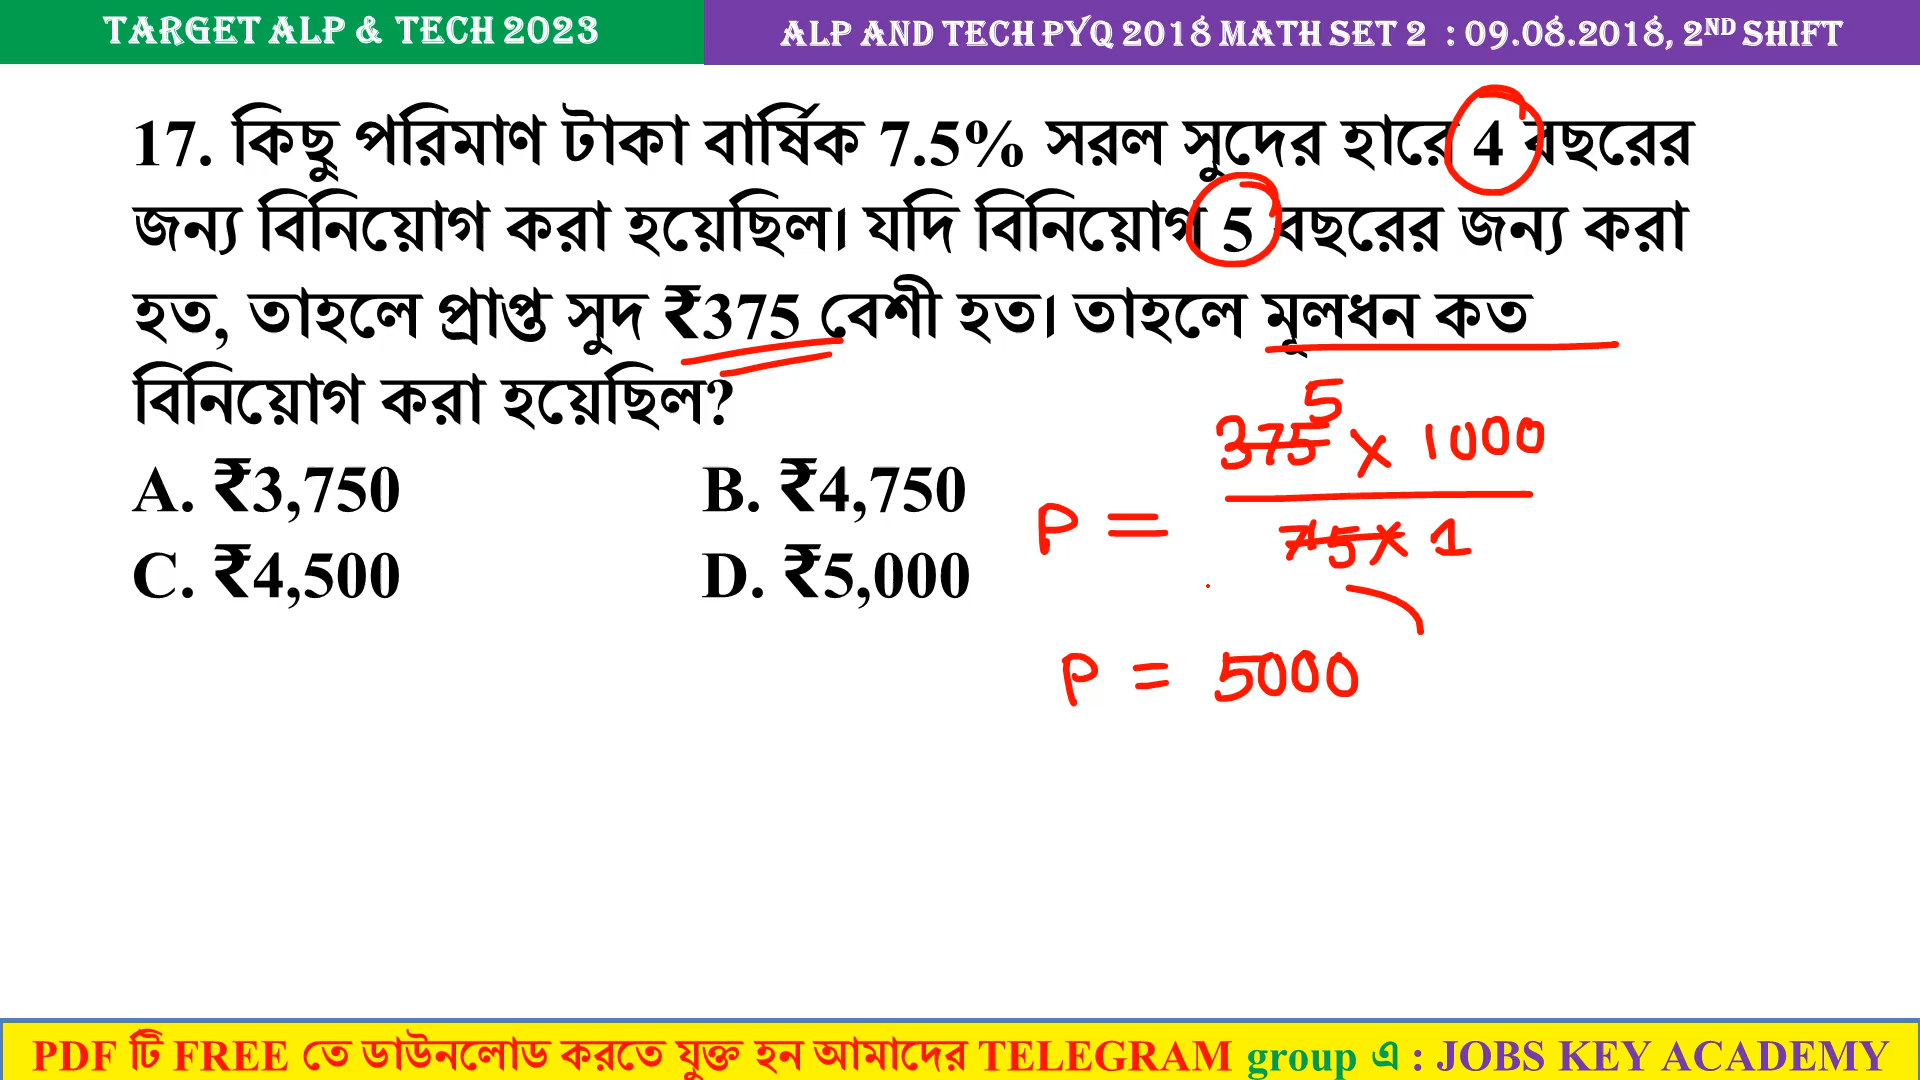 TARGET ALP & TECH 2023
ALP AND TECH PYQ 2018 MATH SET 2 : 09.08.2018, 2ND SHIFT
17. কিছু পরিমাণ টাকা বার্ষিক 7.5% সরল সুদের হারে 4 বছরের
জন্য বিনিয়োগ করা হয়েছিল। যদি বিনিয়োগ 5 বছরের জন্য করা
হত, তাহলে প্রাপ্ত সুদ ₹375 বেশী হত। তাহলে মূলধন কত
বিনিয়োগ করা হয়েছিল?
A. ₹3,750 B. ₹4,750
C. ₹4,500 D. ₹5,000
5
375 × 1000
P =
75 × 1
P = 5000
PDF টি FREE তে ডাউনলোড করতে যুক্ত হন আমাদের TELEGRAM group এ : JOBS KEY ACADEMY